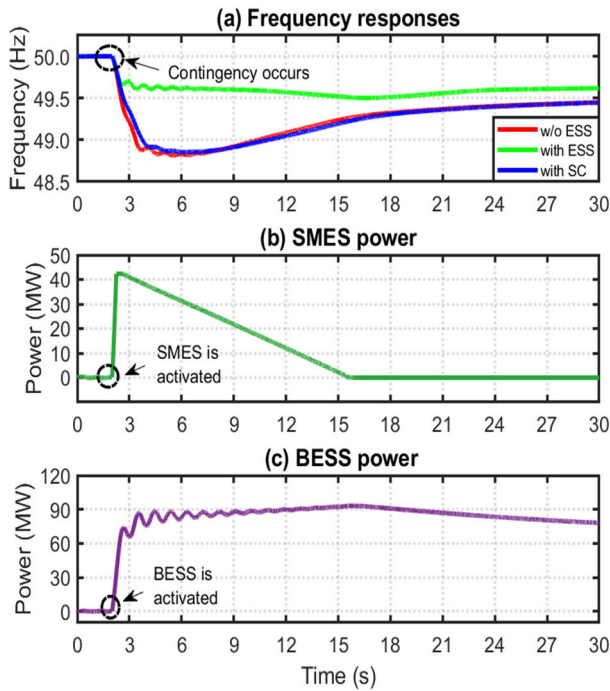 (a) Frequency responses
Frequency (Hz)
50.0
49.5
49.0
48.5
Contingency occurs
w/o ESS
with ESS
with SC
0 3 6 9 12 15 18 21 24 27 30
(b) SMES power
Power (MW)
50
40
30
20
10
0
SMES is
activated
0 3 6 9 12 15 18 21 24 27 30
(c) BESS power
Power (MW)
120
90
60
30
0
BESS is
activated
0 3 6 9 12 15 18 21 24 27 30
Time (s)